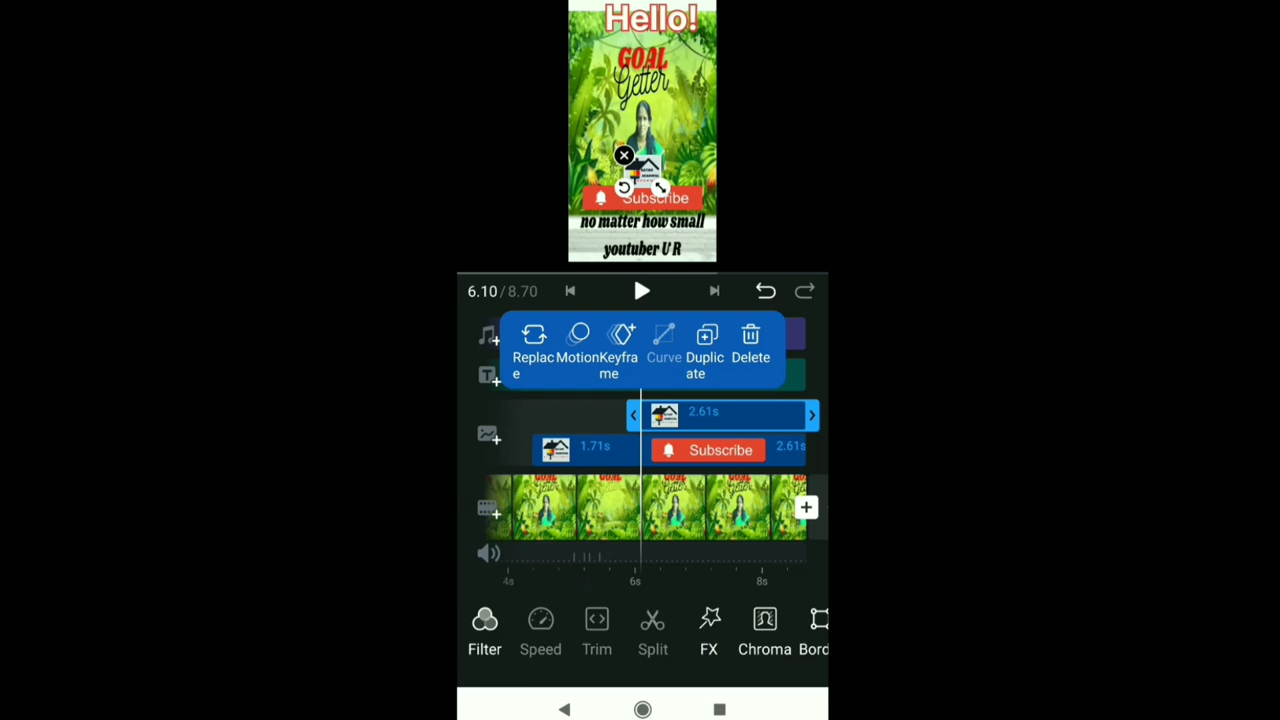 Hello!
GOAL
Getter
Subscribe
no matter how small
youtuber U R
6.10 / 8.70
Replac
e
Motion
Keyfra
me
Curve
Duplic
ate
Delete
2.61s
1.71s
Subscribe
2.61s
GOAL
Getter
4s
6s
8s
Filter
Speed
Trim
Split
FX
Chroma
Bord